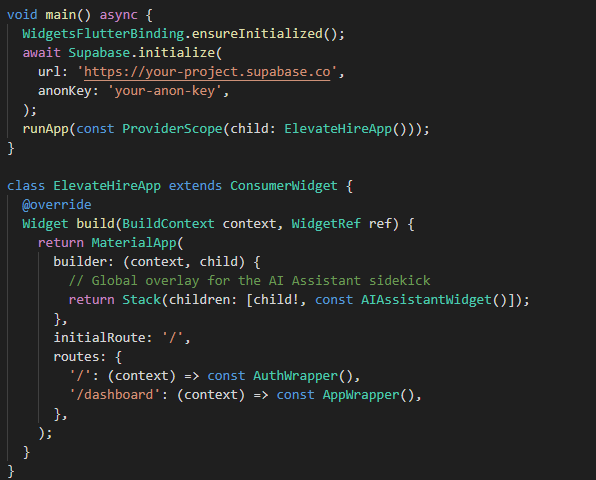 void main() async {
  WidgetsFlutterBinding.ensureInitialized();
  await Supabase.initialize(
    url: 'https://your-project.supabase.co',
    anonKey: 'your-anon-key',
  );
  runApp(const ProviderScope(child: ElevateHireApp()));
}

class ElevateHireApp extends ConsumerWidget {
  @override
  Widget build(BuildContext context, WidgetRef ref) {
    return MaterialApp(
      builder: (context, child) {
        // Global overlay for the AI Assistant sidekick
        return Stack(children: [child!, const AIAssistantWidget()]);
      },
      initialRoute: '/',
      routes: {
        '/': (context) => const AuthWrapper(),
        '/dashboard': (context) => const AppWrapper(),
      },
    );
  }
}